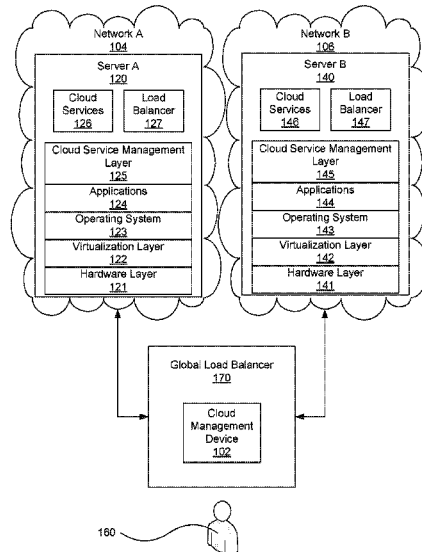 Network A
104
Server A
120
Cloud
Services
126
Load
Balancer
127
Cloud Service Management
Layer
125
Applications
124
Operating System
123
Virtualization Layer
122
Hardware Layer
121
Network B
106
Server B
140
Cloud
Services
146
Load
Balancer
147
Cloud Service Management
Layer
145
Applications
144
Operating System
143
Virtualization Layer
142
Hardware Layer
141
Global Load Balancer
170
Cloud
Management
Device
102
160